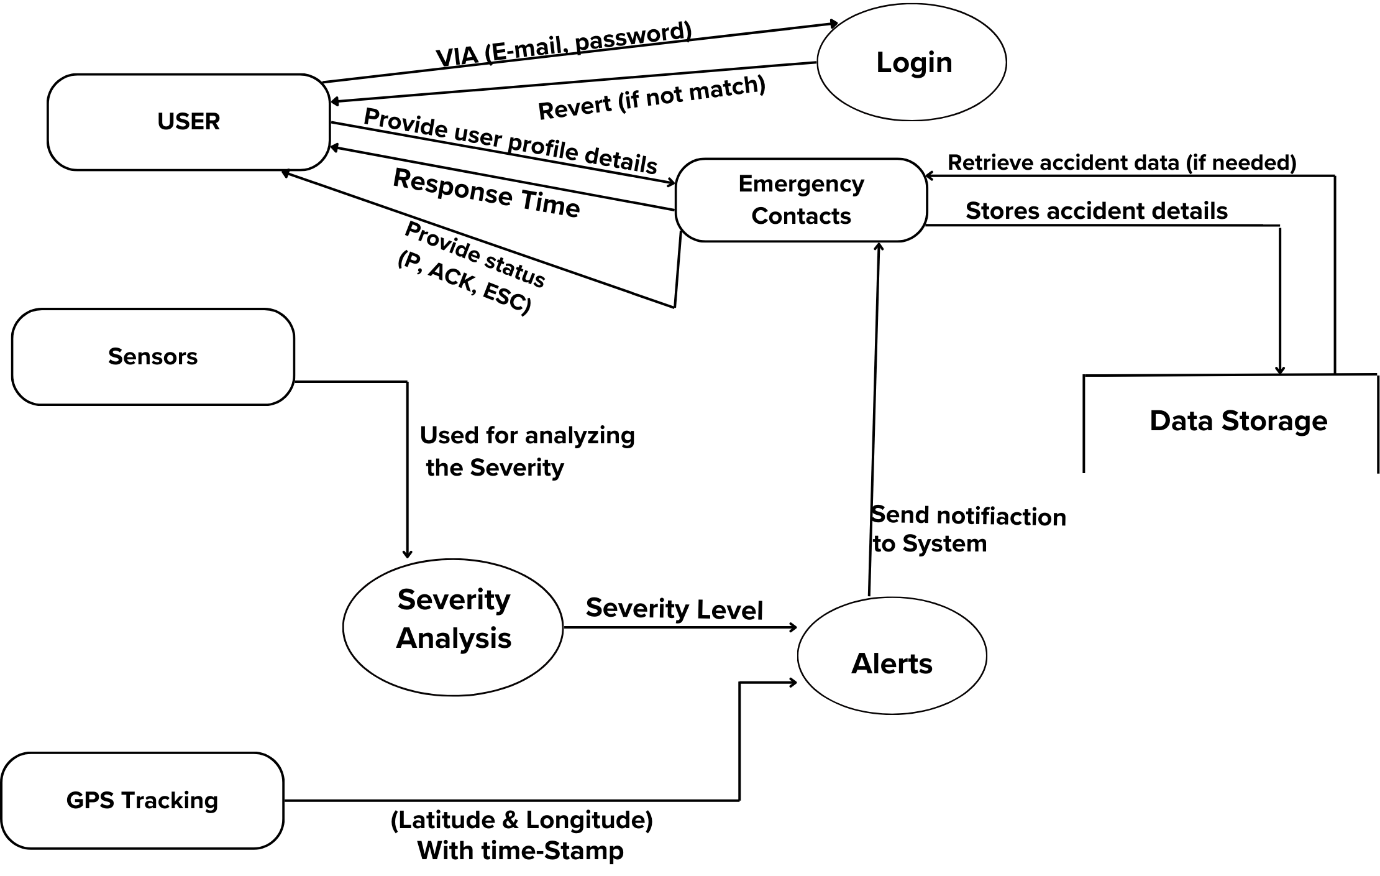 VIA (E-mail, password)
Login
Revert (if not match)
USER
Provide user profile details
Response Time
Provide status
(P, ACK, ESC)
Emergency
Contacts
Retrieve accident data (if needed)
Stores accident details
Sensors
Data Storage
Used for analyzing
the Severity
Send notifiaction
to System
Severity
Analysis
Severity Level
Alerts
GPS Tracking
(Latitude & Longitude)
With time-Stamp